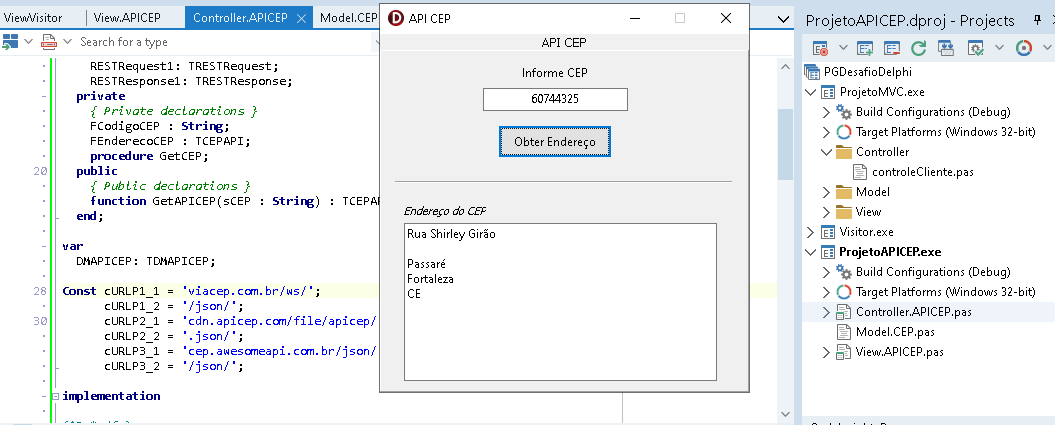 ViewVisitor
View.APICEP
Controller.APICEP
Model.CEP
Search for a type
RESTRequest1: TRESTRequest;
RESTResponse1: TRESTResponse;
private
{ Private declarations }
FCodigoCEP : String;
FEnderecoCEP : TCEPAPI;
procedure GetCEP;
20 public
{ Public declarations }
function GetAPICEP(sCEP : String) : TCEPA
end;
var
DMAPICEP: TDMAPICEP;
28 Const cURLP1_1 = 'viacep.com.br/ws/';
cURLP1_2 = '/json/';
30 cURLP2_1 = 'cdn.apicep.com/file/apicep/
cURLP2_2 = '.json/';
cURLP3_1 = 'cep.awesomeapi.com.br/json/
cURLP3_2 = '/json/';
implementation
API CEP
API CEP
Informe CEP
60744325
Obter Endereço
Endereço do CEP
Rua Shirley Girão
Passaré
Fortaleza
CE
ProjetoAPICEP.dproj - Projects
PGDesafioDelphi
ProjetoMVC.exe
Build Configurations (Debug)
Target Platforms (Windows 32-bit)
Controller
controleCliente.pas
Model
View
Visitor.exe
ProjetoAPICEP.exe
Build Configurations (Debug)
Target Platforms (Windows 32-bit)
Controller.APICEP.pas
Model.CEP.pas
View.APICEP.pas